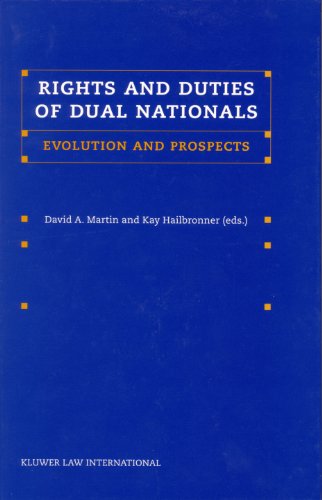 RIGHTS AND DUTIES
OF DUAL NATIONALS
EVOLUTION AND PROSPECTS
David A. Martin and Kay Hailbronner (eds.)
KLUWER LAW INTERNATIONAL